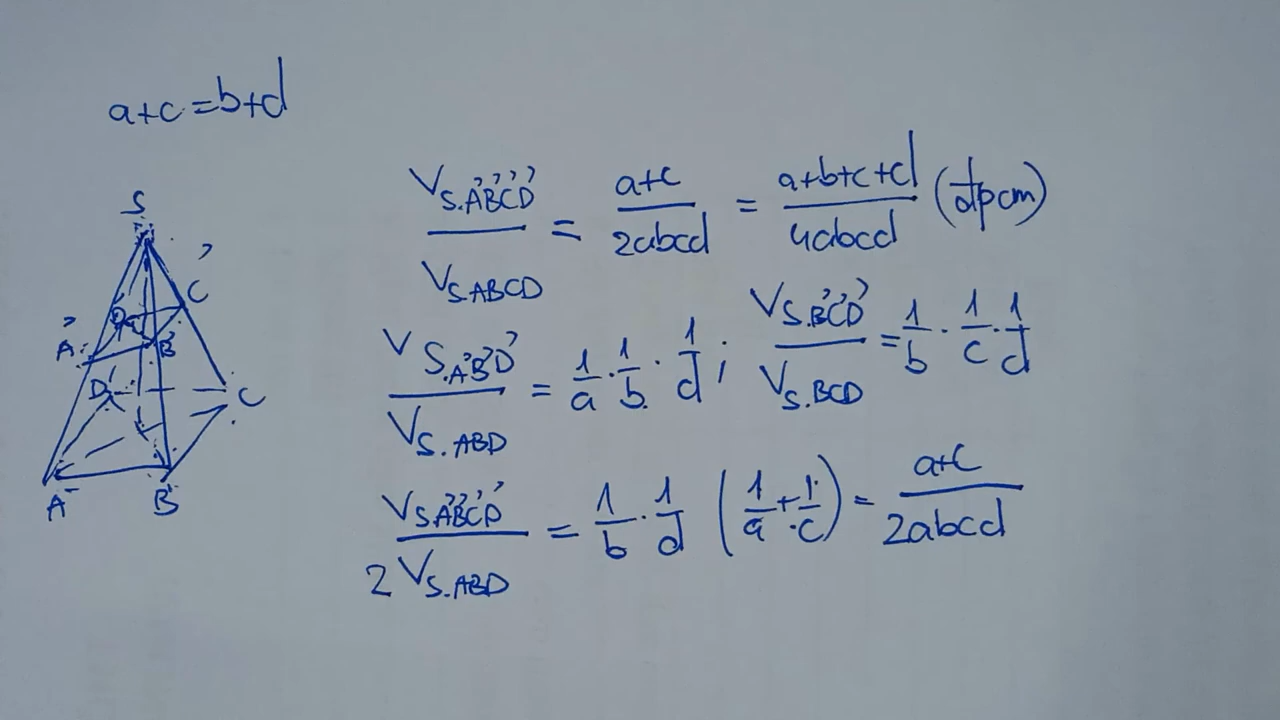 a+c=b+d
V_{S.A'B'C'D'} / V_{S.ABCD} = (a+c) / (2abcd) = (a+b+c+d) / (4abcd) (đpcm)
V_{S.A'B'D'} / V_{S.ABD} = 1/a . 1/b . 1/d ; V_{S.B'C'D'} / V_{S.BCD} = 1/b . 1/c . 1/d
V_{S.A'B'C'D'} / 2V_{S.ABD} = 1/b . 1/d (1/a + 1/c) = (a+c) / (2abcd)
S
C'
D'
A' B'
D C
A B